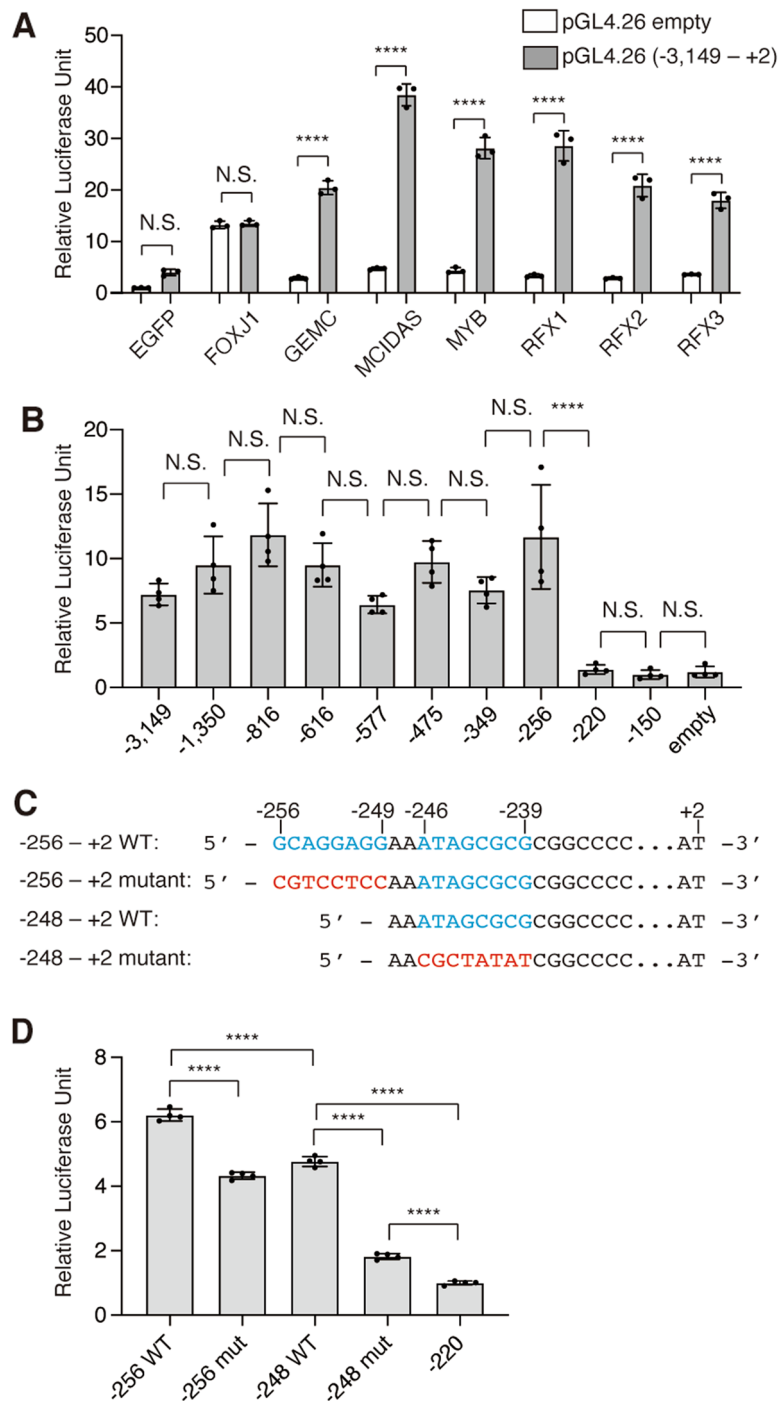 A
pGL4.26 empty
pGL4.26 (-3,149 – +2)
Relative Luciferase Unit
50
40
30
20
10
0
N.S.
N.S.
****
****
****
****
****
****
EGFP
FOXJ1
GEMC
MCIDAS
MYB
RFX1
RFX2
RFX3
B
Relative Luciferase Unit
20
15
10
5
0
N.S.
N.S.
N.S.
N.S.
N.S.
N.S.
N.S.
****
N.S.
N.S.
-3,149
-1,350
-816
-616
-577
-475
-349
-256
-220
-150
empty
C
-256 -249 -246 -239 +2
-256 – +2 WT: 5′ – GCAGGAGGAAATAGCGCGCGGCCCC...AT –3′
-256 – +2 mutant: 5′ – CGTCCTCCAAATAGCGCGCGGCCCC...AT –3′
-248 – +2 WT: 5′ – AAATAGCGCGCGGCCCC...AT –3′
-248 – +2 mutant: 5′ – AACGCTATATCGGCCCC...AT –3′
D
Relative Luciferase Unit
8
6
4
2
0
****
****
****
****
****
-256 WT
-256 mut
-248 WT
-248 mut
-220